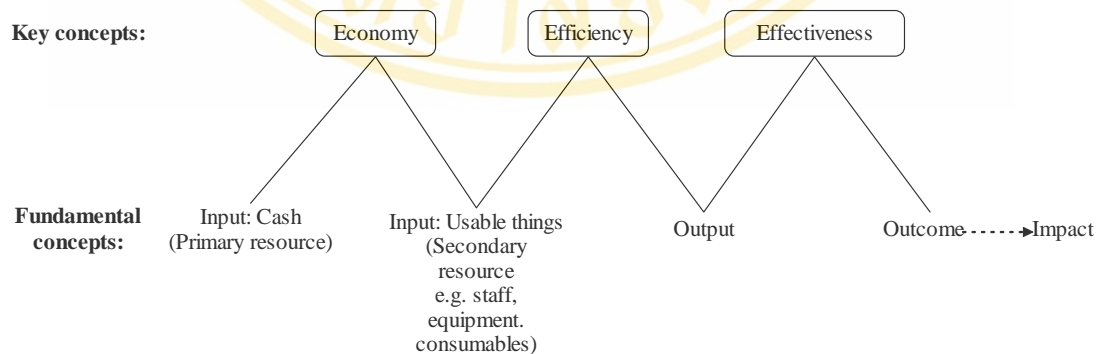 Key concepts:
Economy
Efficiency
Effectiveness
Fundamental
concepts:
Input: Cash
(Primary resource)
Input: Usable things
(Secondary
resource
e.g. staff,
equipment.
consumables)
Output
Outcome
Impact